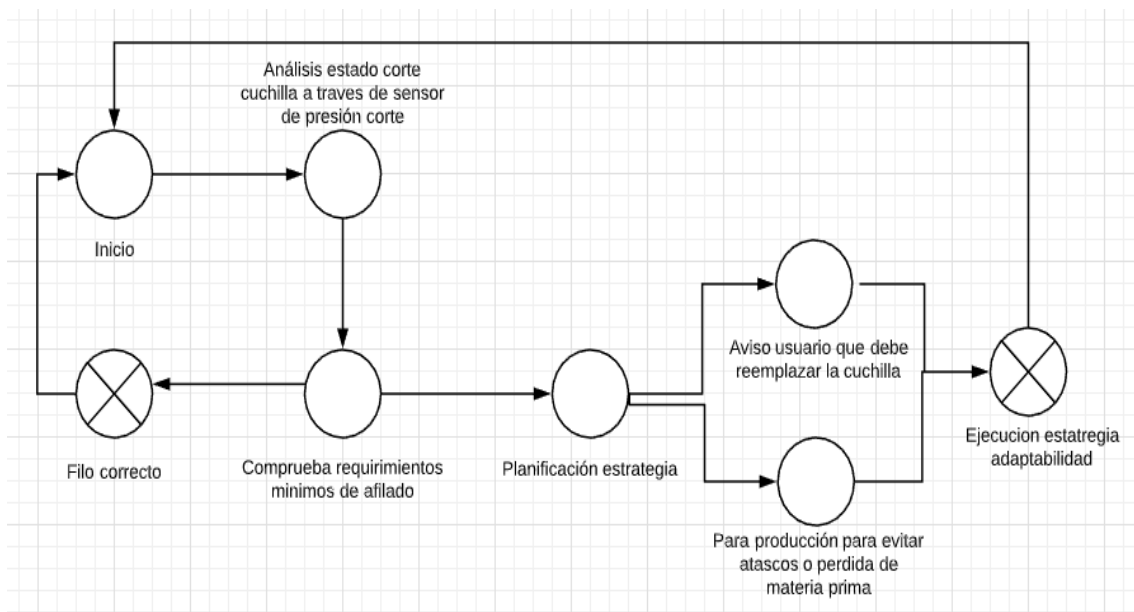 Análisis estado corte
cuchilla a traves de sensor
de presión corte
Inicio
Aviso usuario que debe
reemplazar la cuchilla
Ejecucion estatregia
adaptabilidad
Filo correcto
Comprueba requirimientos
minimos de afilado
Planificación estrategia
Para producción para evitar
atascos o perdida de
materia prima